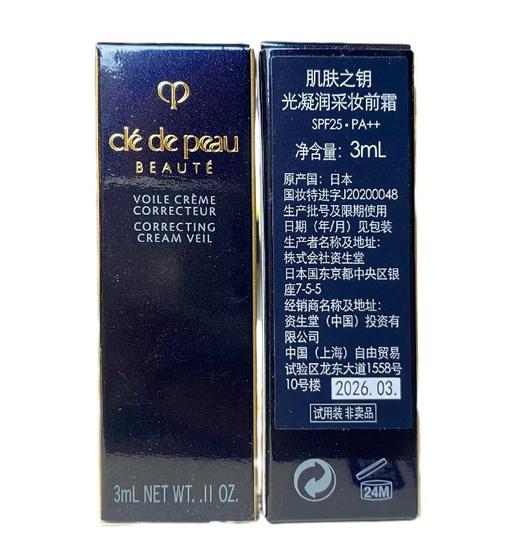 clé de peau
BEAUTÉ
VOILE CRÈME
CORRECTEUR
CORRECTING
CREAM VEIL
3mL NET WT. .11 OZ.
肌肤之钥
光凝润采妆前霜
SPF25·PA++
净含量：3mL
原产国：日本
国妆特进字J20200048
生产批号及限期使用
日期（年/月）见包装
生产者名称及地址：
株式会社资生堂
日本国东京都中央区银
座7-5-5
经销商名称及地址：
资生堂（中国）投资有
限公司
中国（上海）自由贸易
试验区龙东大道1558号
10号楼 2026.03.
试用装 非卖品
24M